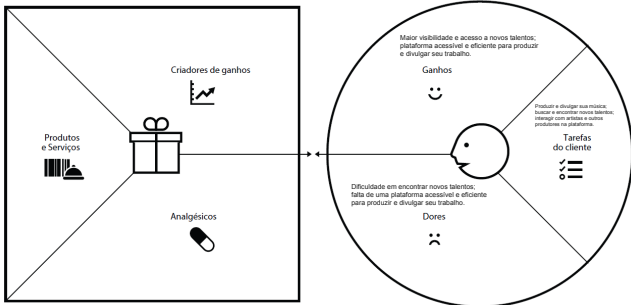 Criadores de ganhos
Produtos
e Serviços
Analgésicos
Maior visibilidade e acesso a novos talentos;
plataforma acessível e eficiente para produzir
e divulgar seu trabalho.
Ganhos
Produzir e divulgar sua música;
buscar e encontrar novos talentos;
interagir com artistas e outros
produtores na plataforma.
Tarefas
do cliente
Dificuldade em encontrar novos talentos;
falta de uma plataforma acessível e eficiente
para produzir e divulgar seu trabalho.
Dores